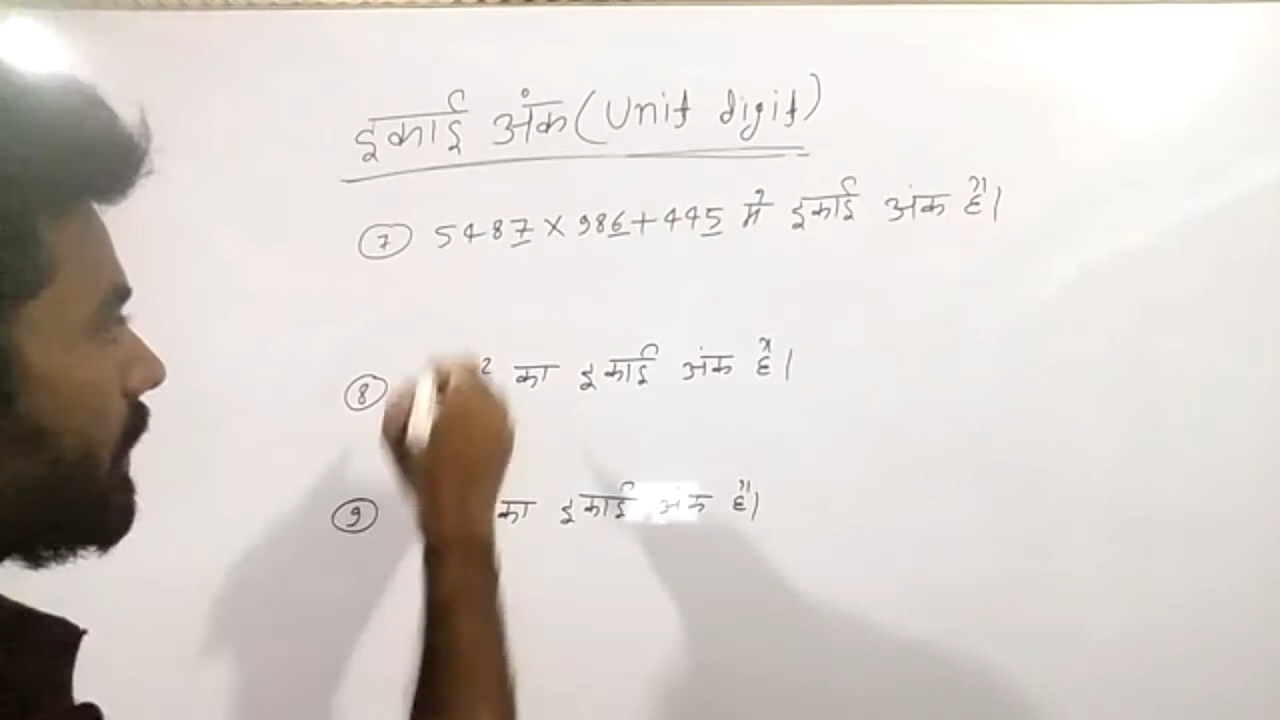 इकाई अंक (Unit digit)
⑦ 5487 × 986 + 445 में इकाई अंक है।
⑧ 2 का इकाई अंक है।
⑨ का इकाई अंक है।